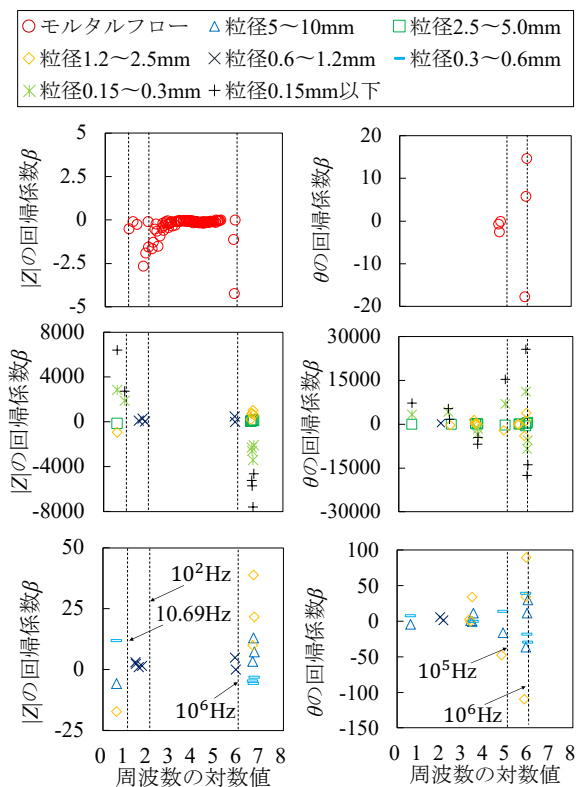 モルタルフロー 粒径5～10mm 粒径2.5～5.0mm
粒径1.2～2.5mm 粒径0.6～1.2mm 粒径0.3～0.6mm
粒径0.15～0.3mm 粒径0.15mm以下
|Z|の回帰係数β
5
2.5
0
-2.5
-5
θの回帰係数β
20
10
0
-10
-20
|Z|の回帰係数β
8000
4000
0
-4000
-8000
θの回帰係数β
30000
15000
0
-15000
-30000
|Z|の回帰係数β
50
25
0
-25
10²Hz
10.69Hz
10⁶Hz
0 1 2 3 4 5 6 7 8
周波数の対数値
θの回帰係数β
100
50
0
-50
-100
-150
10⁵Hz
10⁶Hz
0 1 2 3 4 5 6 7 8
周波数の対数値